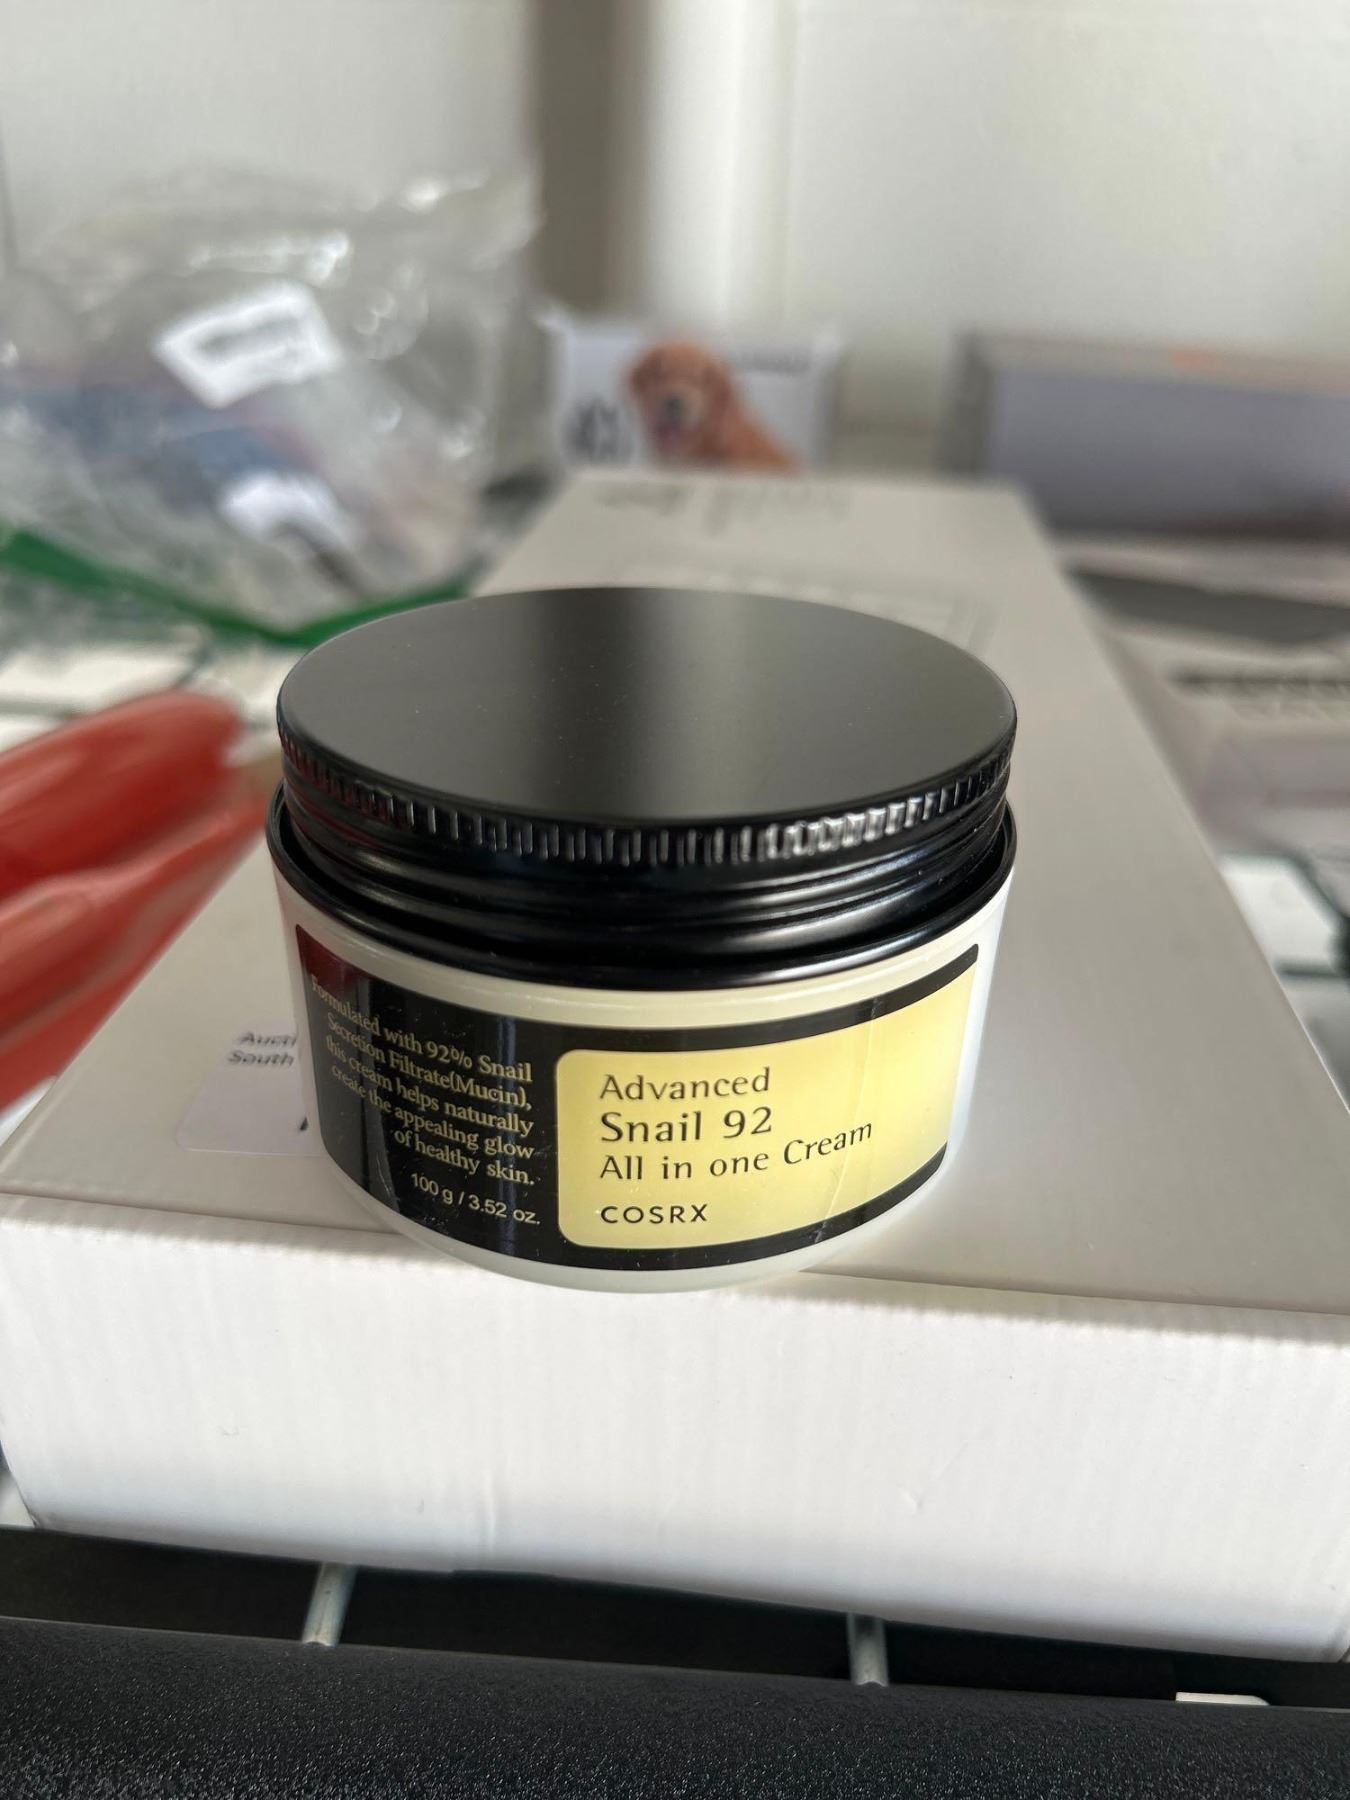 Formulated with 92% Snail
Secretion Filtrate(Mucin),
this cream helps naturally
create the appealing glow
of healthy skin.
100 g / 3.52 oz.
Advanced
Snail 92
All in one Cream
COSRX
Aucti
South